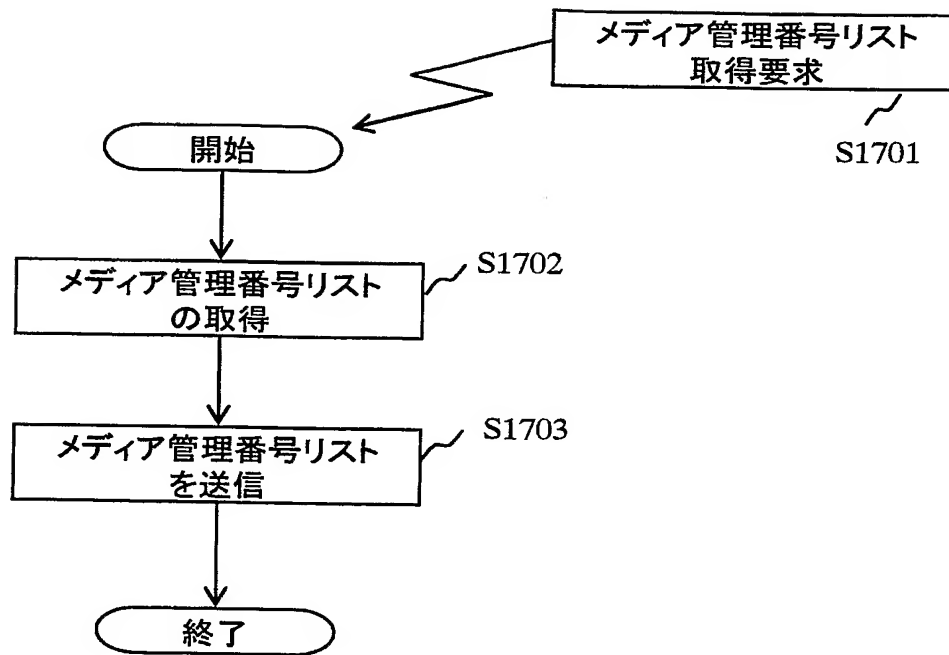 メディア管理番号リスト
取得要求
S1701
開始
メディア管理番号リスト
の取得
S1702
メディア管理番号リスト
を送信
S1703
終了